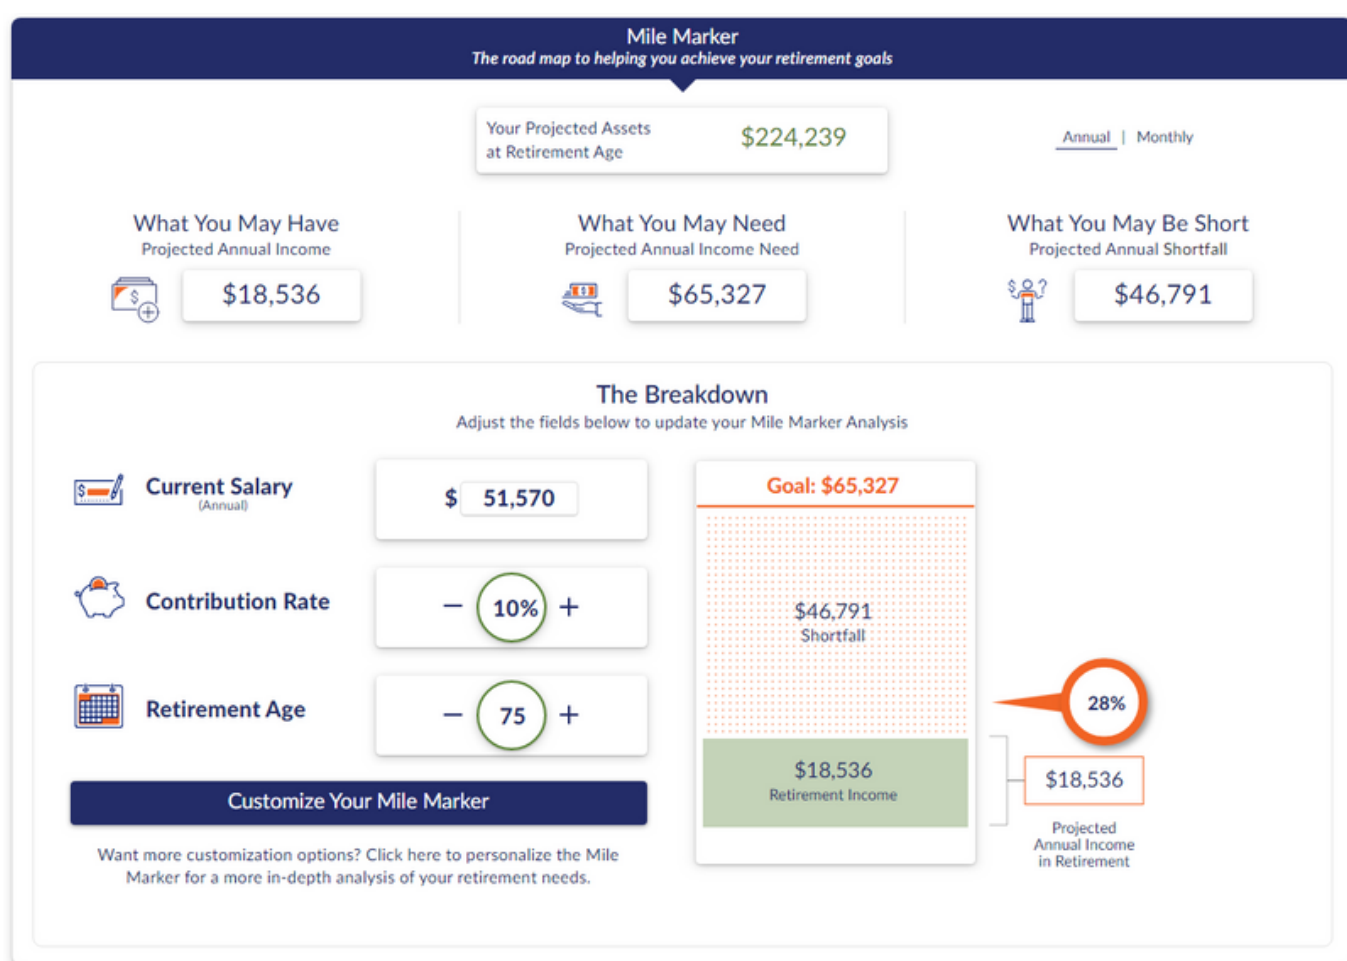 Mile Marker
The road map to helping you achieve your retirement goals
Your Projected Assets
at Retirement Age
$224,239
Annual | Monthly
What You May Have
Projected Annual Income
$
$18,536
What You May Need
Projected Annual Income Need
$
$65,327
What You May Be Short
Projected Annual Shortfall
$ ?
$46,791
The Breakdown
Adjust the fields below to update your Mile Marker Analysis
$
Current Salary
(Annual)
$ 51,570
Contribution Rate
− 10% +
Retirement Age
− 75 +
Customize Your Mile Marker
Want more customization options? Click here to personalize the Mile
Marker for a more in-depth analysis of your retirement needs.
Goal: $65,327
$46,791
Shortfall
$18,536
Retirement Income
28%
$18,536
Projected
Annual Income
in Retirement